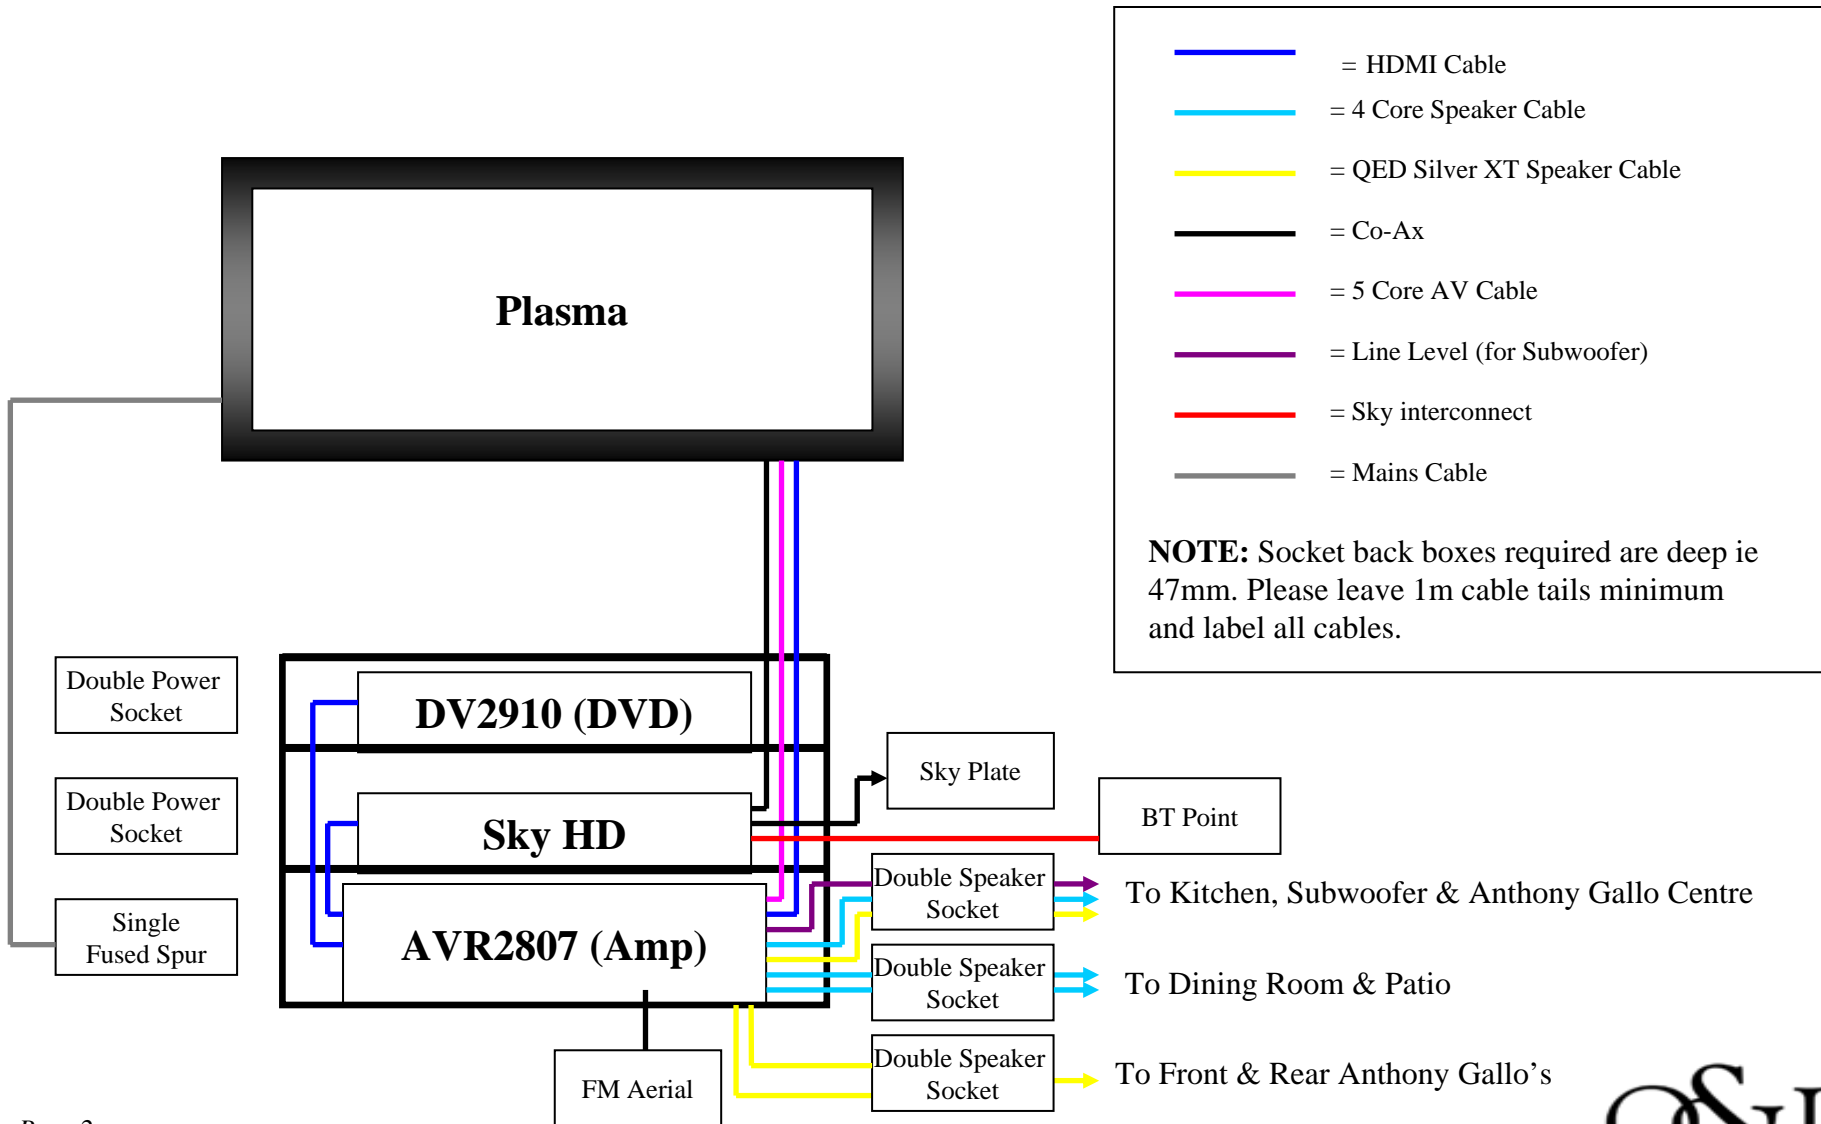 = HDMI Cable
= 4 Core Speaker Cable
= QED Silver XT Speaker Cable
= Co-Ax
= 5 Core AV Cable
= Line Level (for Subwoofer)
= Sky interconnect
= Mains Cable
NOTE: Socket back boxes required are deep ie
47mm. Please leave 1m cable tails minimum
and label all cables.
Plasma
Double Power
Socket
DV2910 (DVD)
Sky Plate
Double Power
Socket
Sky HD
BT Point
Double Speaker
Socket
To Kitchen, Subwoofer & Anthony Gallo Centre
Single
Fused Spur
AVR2807 (Amp)
Double Speaker
Socket
To Dining Room & Patio
Double Speaker
Socket
To Front & Rear Anthony Gallo's
FM Aerial